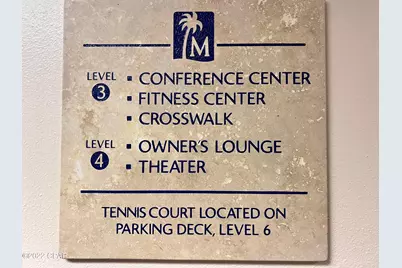 M
LEVEL 3
▪ CONFERENCE CENTER
▪ FITNESS CENTER
▪ CROSSWALK
LEVEL 4
▪ OWNER'S LOUNGE
▪ THEATER
TENNIS COURT LOCATED ON
PARKING DECK, LEVEL 6